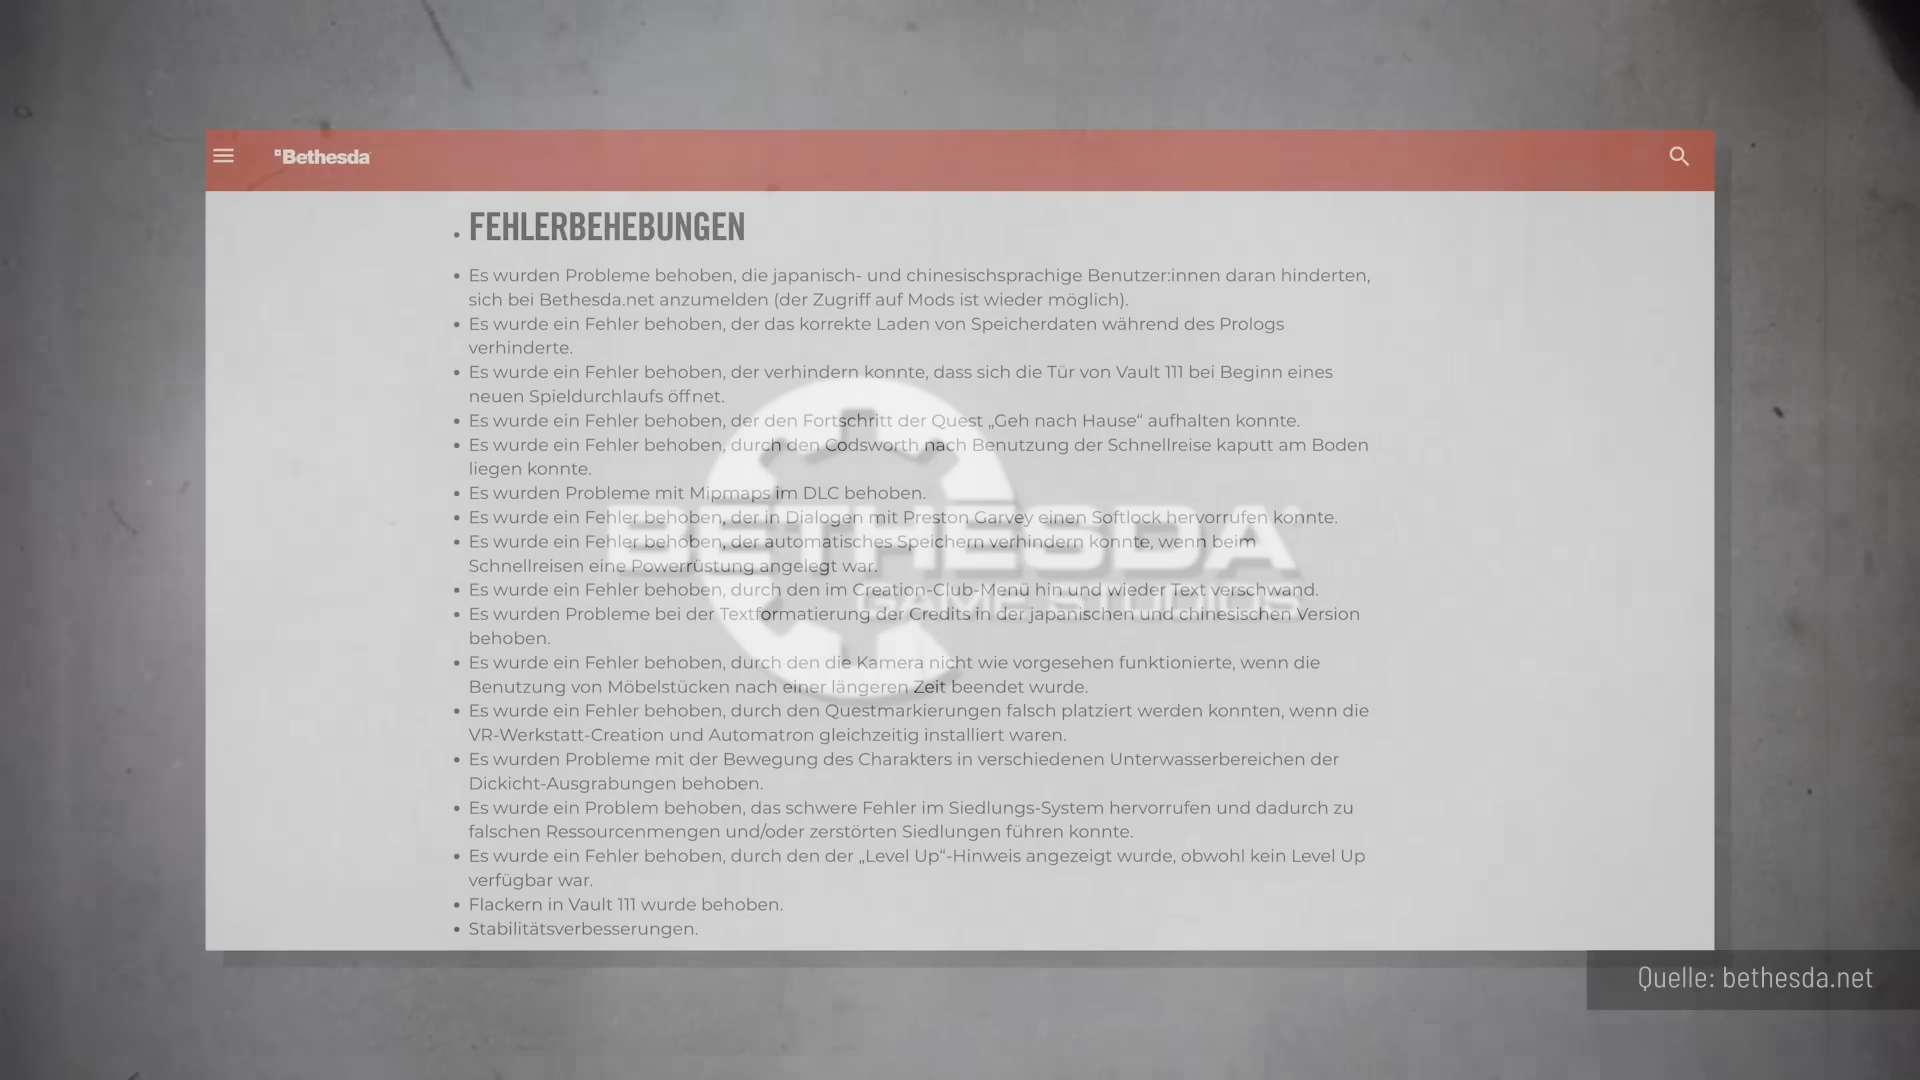 Bethesda
FEHLERBEHEBUNGEN
• Es wurden Probleme behoben, die japanisch- und chinesischsprachige Benutzer:innen daran hinderten,
sich bei Bethesda.net anzumelden (der Zugriff auf Mods ist wieder möglich).
• Es wurde ein Fehler behoben, der das korrekte Laden von Speicherdaten während des Prologs
verhinderte.
• Es wurde ein Fehler behoben, der verhindern konnte, dass sich die Tür von Vault 111 bei Beginn eines
neuen Spieldurchlaufs öffnet.
• Es wurde ein Fehler behoben, der den Fortschritt der Quest „Geh nach Hause“ aufhalten konnte.
• Es wurde ein Fehler behoben, durch den Codsworth nach Benutzung der Schnellreise kaputt am Boden
liegen konnte.
• Es wurden Probleme mit Mipmaps im DLC behoben.
• Es wurde ein Fehler behoben, der in Dialogen mit Preston Garvey einen Softlock hervorrufen konnte.
• Es wurde ein Fehler behoben, der automatisches Speichern verhindern konnte, wenn beim
Schnellreisen eine Powerrüstung angelegt war.
• Es wurde ein Fehler behoben, durch den im Creation-Club-Menü hin und wieder Text verschwand.
• Es wurden Probleme bei der Textformatierung der Credits in der japanischen und chinesischen Version
behoben.
• Es wurde ein Fehler behoben, durch den die Kamera nicht wie vorgesehen funktionierte, wenn die
Benutzung von Möbelstücken nach einer längeren Zeit beendet wurde.
• Es wurde ein Fehler behoben, durch den Questmarkierungen falsch platziert werden konnten, wenn die
VR-Werkstatt-Creation und Automatron gleichzeitig installiert waren.
• Es wurden Probleme mit der Bewegung des Charakters in verschiedenen Unterwasserbereichen der
Dickicht-Ausgrabungen behoben.
• Es wurde ein Problem behoben, das schwere Fehler im Siedlungs-System hervorrufen und dadurch zu
falschen Ressourcenmengen und/oder zerstörten Siedlungen führen konnte.
• Es wurde ein Fehler behoben, durch den der „Level Up“-Hinweis angezeigt wurde, obwohl kein Level Up
verfügbar war.
• Flackern in Vault 111 wurde behoben.
• Stabilitätsverbesserungen.
BETHESDA
GAME STUDIOS
Quelle: bethesda.net